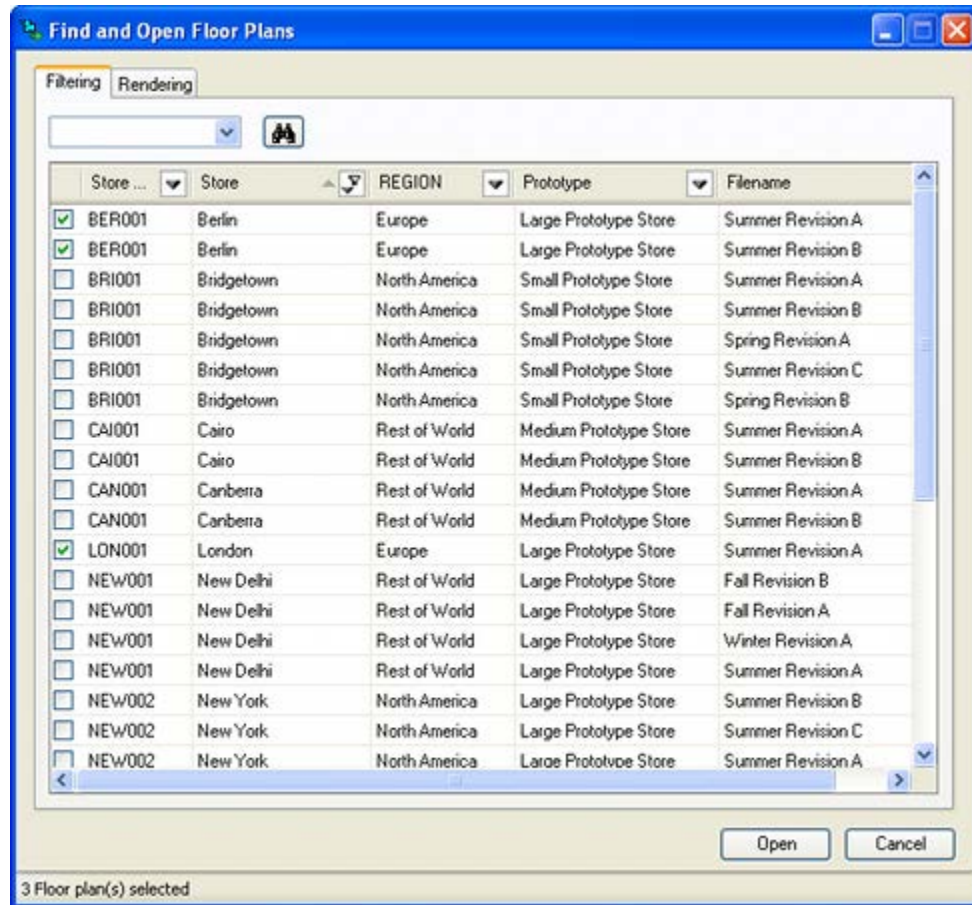 Find and Open Floor Plans
Filtering Rendering
Store ... Store REGION Prototype Filename
BER001 Berlin Europe Large Prototype Store Summer Revision A
BER001 Berlin Europe Large Prototype Store Summer Revision B
BRI001 Bridgetown North America Small Prototype Store Summer Revision A
BRI001 Bridgetown North America Small Prototype Store Summer Revision B
BRI001 Bridgetown North America Small Prototype Store Spring Revision A
BRI001 Bridgetown North America Small Prototype Store Summer Revision C
BRI001 Bridgetown North America Small Prototype Store Spring Revision B
CAI001 Cairo Rest of World Medium Prototype Store Summer Revision A
CAI001 Cairo Rest of World Medium Prototype Store Summer Revision B
CAN001 Canberra Rest of World Medium Prototype Store Summer Revision A
CAN001 Canberra Rest of World Medium Prototype Store Summer Revision B
LON001 London Europe Large Prototype Store Summer Revision A
NEW001 New Delhi Rest of World Large Prototype Store Fall Revision B
NEW001 New Delhi Rest of World Large Prototype Store Fall Revision A
NEW001 New Delhi Rest of World Large Prototype Store Winter Revision A
NEW001 New Delhi Rest of World Large Prototype Store Summer Revision A
NEW002 New York North America Large Prototype Store Summer Revision B
NEW002 New York North America Large Prototype Store Summer Revision C
NEW002 New York North America Large Prototype Store Summer Revision A
Open Cancel
3 Floor plan(s) selected